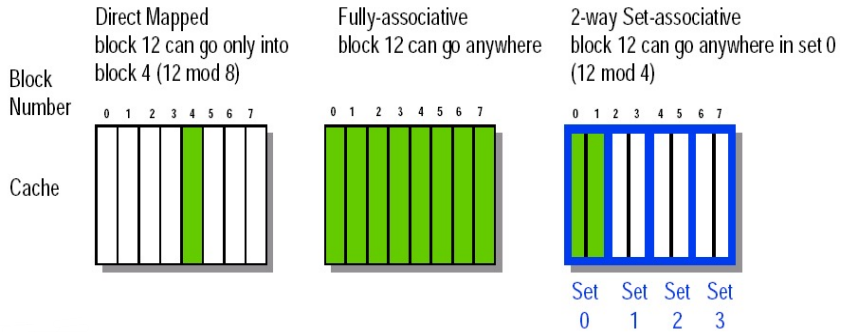 Direct Mapped
block 12 can go only into
block 4 (12 mod 8)
Fully-associative
block 12 can go anywhere
2-way Set-associative
block 12 can go anywhere in set 0
(12 mod 4)
Block
Number
0 1 2 3 4 5 6 7
0 1 2 3 4 5 6 7
0 1 2 3 4 5 6 7
Cache
Set Set Set Set
0 1 2 3